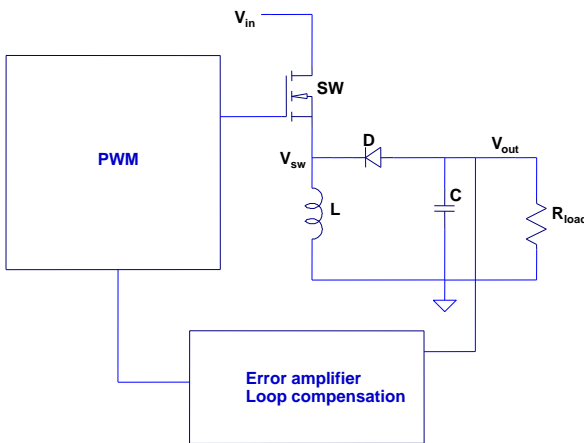 Vin
SW
PWM
Vsw
D
Vout
L
C
Rload
Error amplifier
Loop compensation